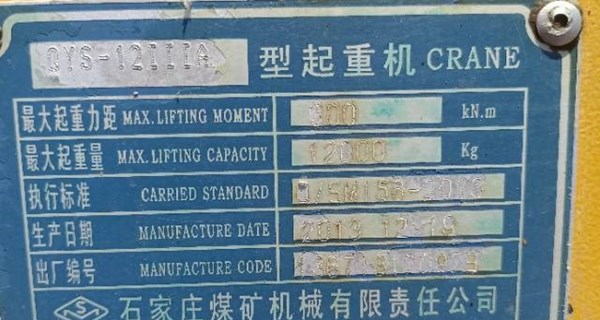 QYS-12IIIA 型起重机 CRANE
最大起重力距 MAX. LIFTING MOMENT 300 kN.m
最大起重量 MAX. LIFTING CAPACITY 12000 Kg
执行标准 CARRIED STANDARD
生产日期 MANUFACTURE DATE 2019 12 19
出厂编号 MANUFACTURE CODE
石家庄煤矿机械有限责任公司